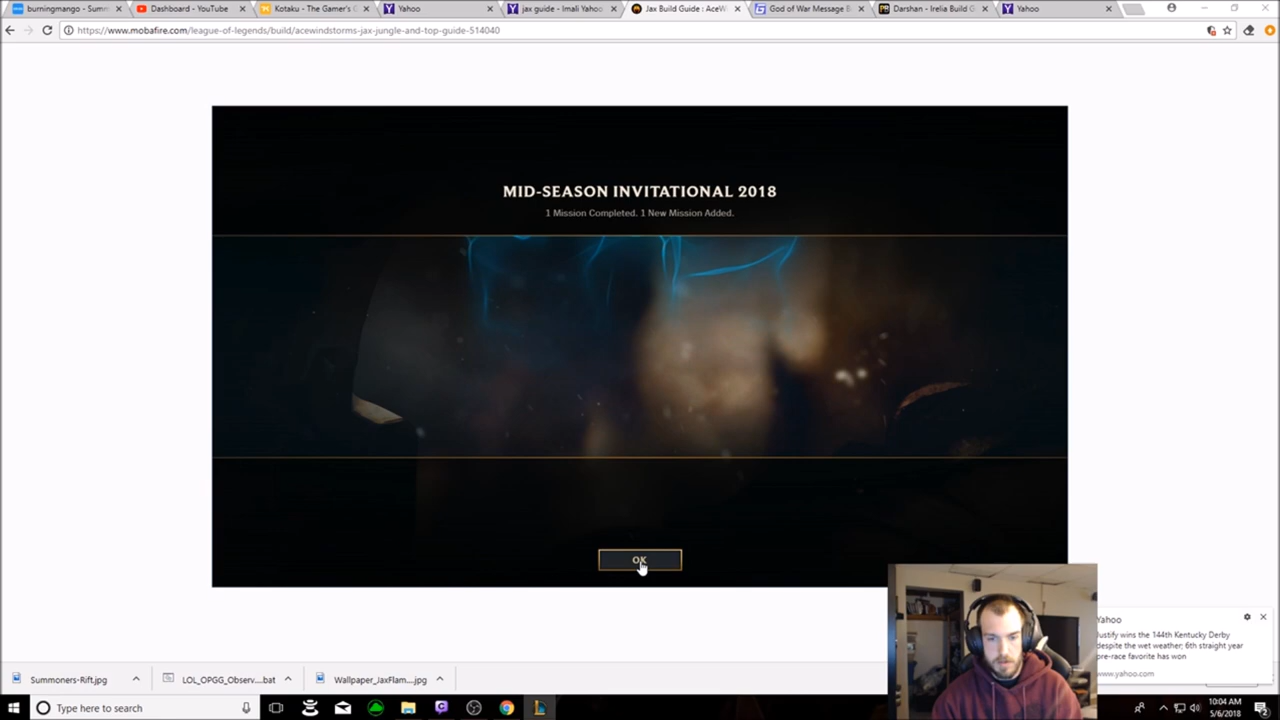 burningmango - Summ
Dashboard - YouTube
Kotaku - The Gamer's G
Yahoo
jax guide - Imali Yahoo
Jax Build Guide : AceW
God of War Message B
Darshan - Irelia Build G
Yahoo
https://www.mobafire.com/league-of-legends/build/acewindstorms-jax-jungle-and-top-guide-514040
MID-SEASON INVITATIONAL 2018
1 Mission Completed. 1 New Mission Added.
OK
Yahoo
Justify wins the 144th Kentucky Derby
despite the wet weather; 6th straight year
pre-race favorite has won
www.yahoo.com
Summoners-Rift.jpg
LOL_OPGG_Observ....bat
Wallpaper_JaxFlam....jpg
Type here to search
10:04 AM
5/6/2018